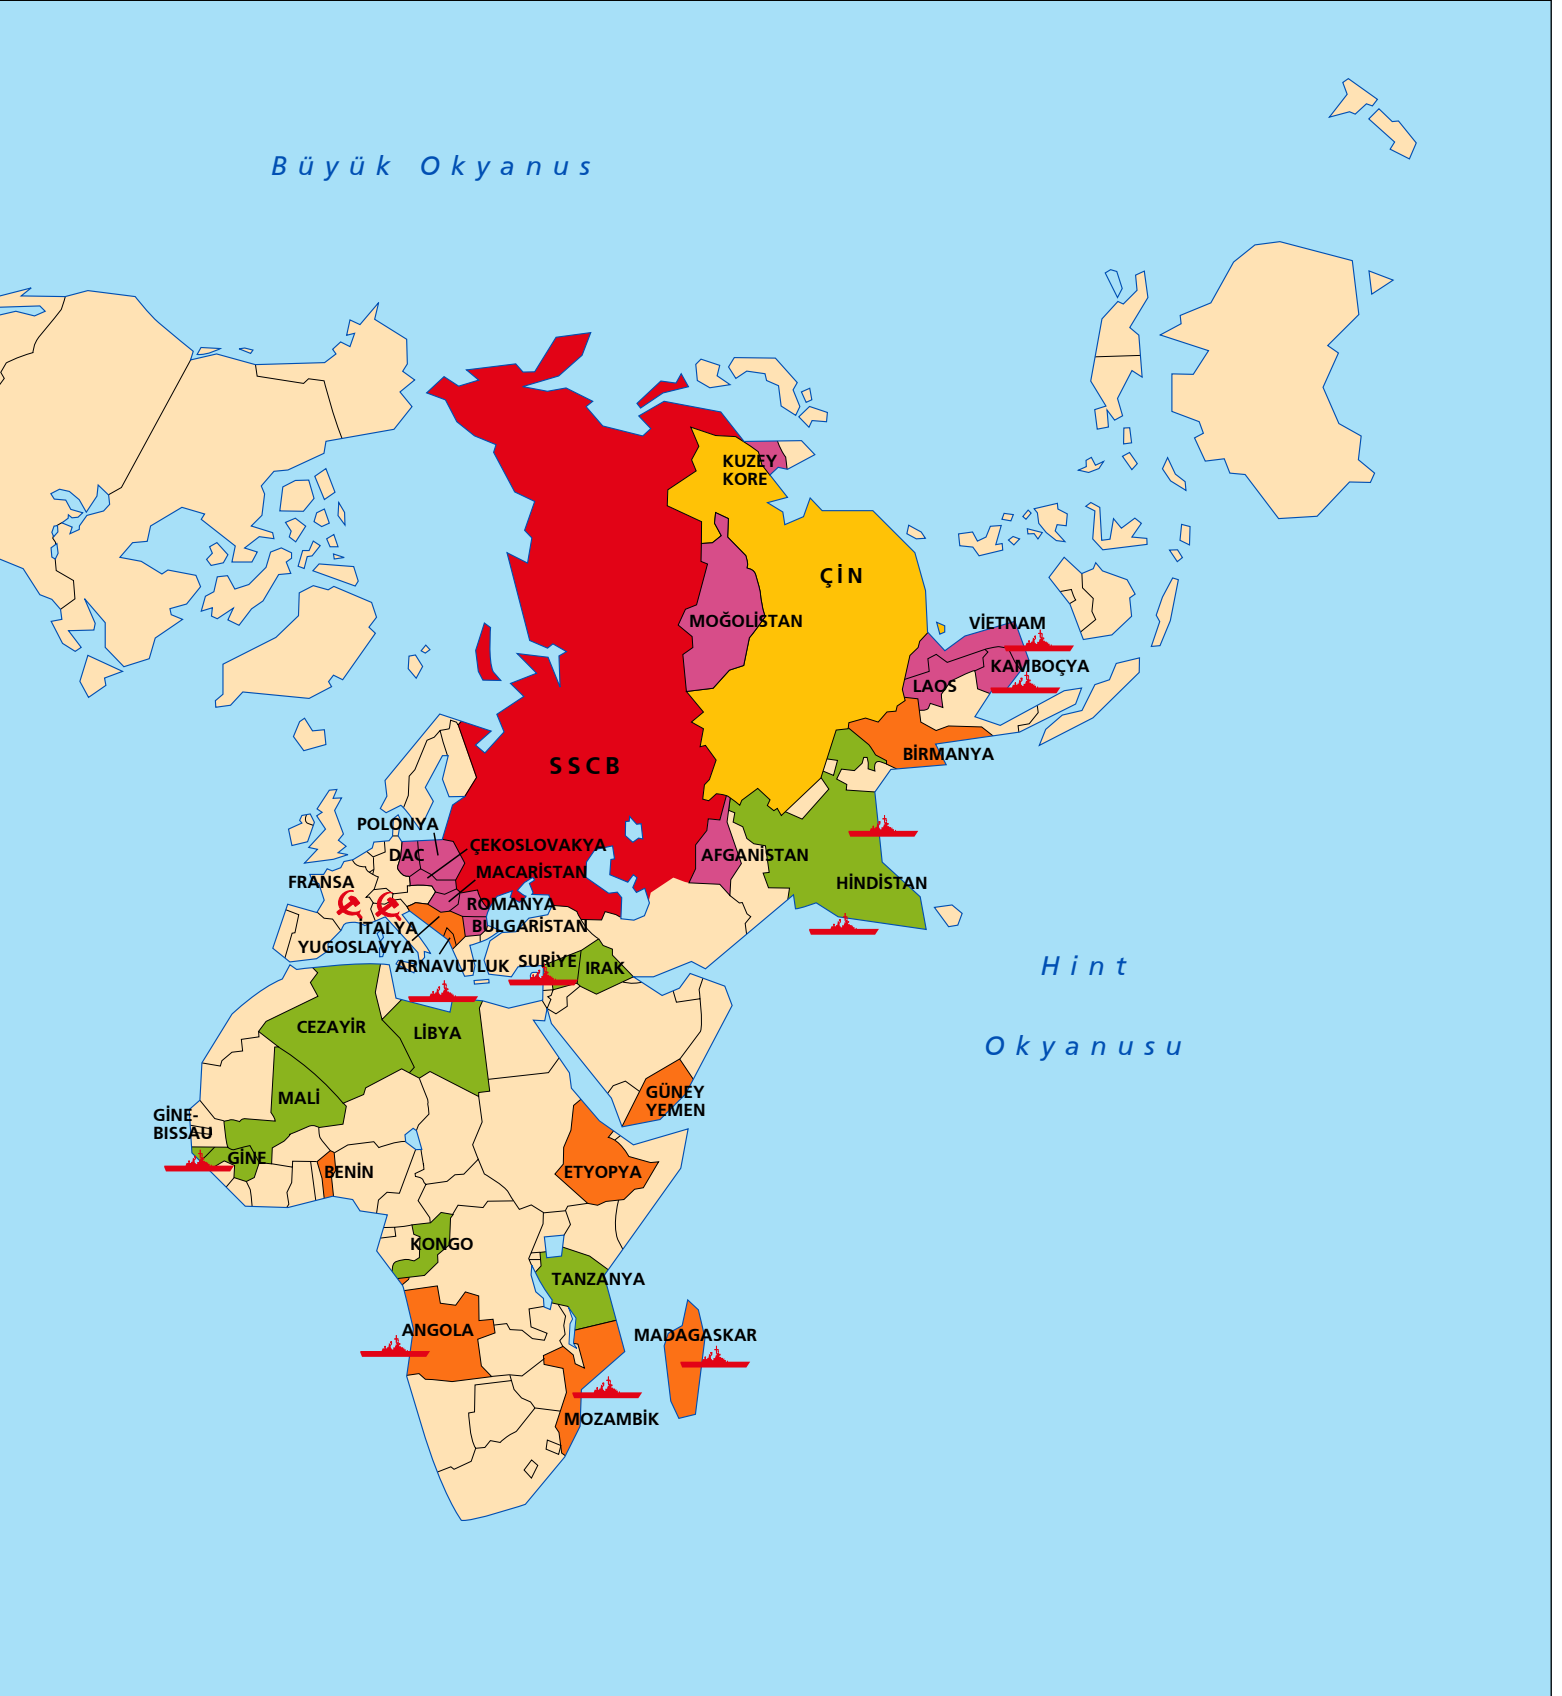 Büyük Okyanus
KUZEY
KORE
ÇİN
MOĞOLİSTAN
VİETNAM
KAMBOÇYA
LAOS
BİRMANYA
SSCB
POLONYA
DAC
ÇEKOSLOVAKYA
MACARİSTAN
AFGANİSTAN
FRANSA
HİNDİSTAN
ROMANYA
İTALYA
BULGARİSTAN
YUGOSLAVYA
ARNAVUTLUK
SURİYE
IRAK
Hint
Okyanusu
CEZAYİR
LİBYA
MALİ
GÜNEY
YEMEN
GİNE-
BISSAU
GİNE
BENİN
ETYOPYA
KONGO
TANZANYA
ANGOLA
MADAGASKAR
MOZAMBİK